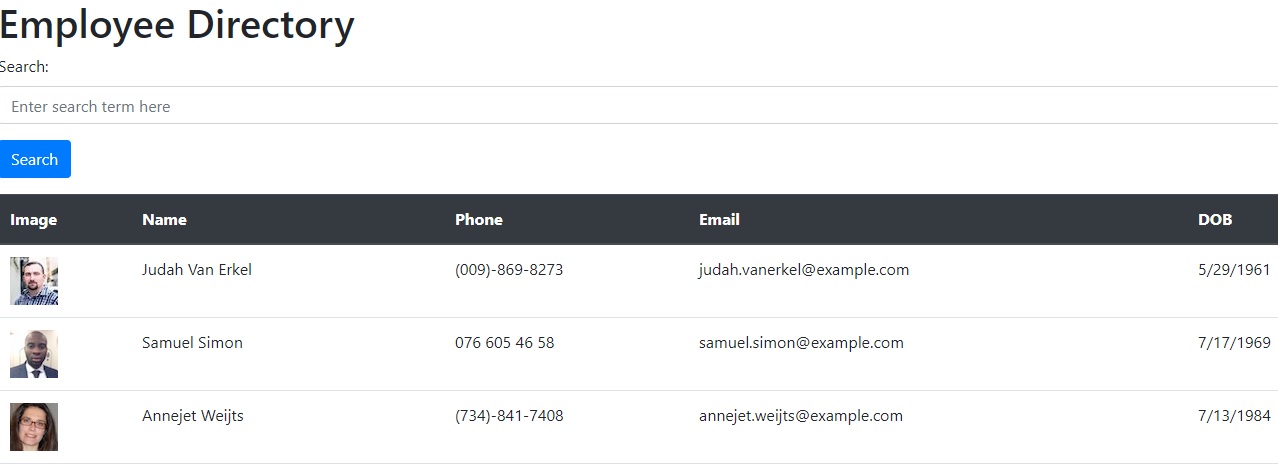 Employee Directory
Search:
Enter search term here
Search
Image Name Phone Email DOB
Judah Van Erkel (009)-869-8273 judah.vanerkel@example.com 5/29/1961
Samuel Simon 076 605 46 58 samuel.simon@example.com 7/17/1969
Annejet Weijts (734)-841-7408 annejet.weijts@example.com 7/13/1984